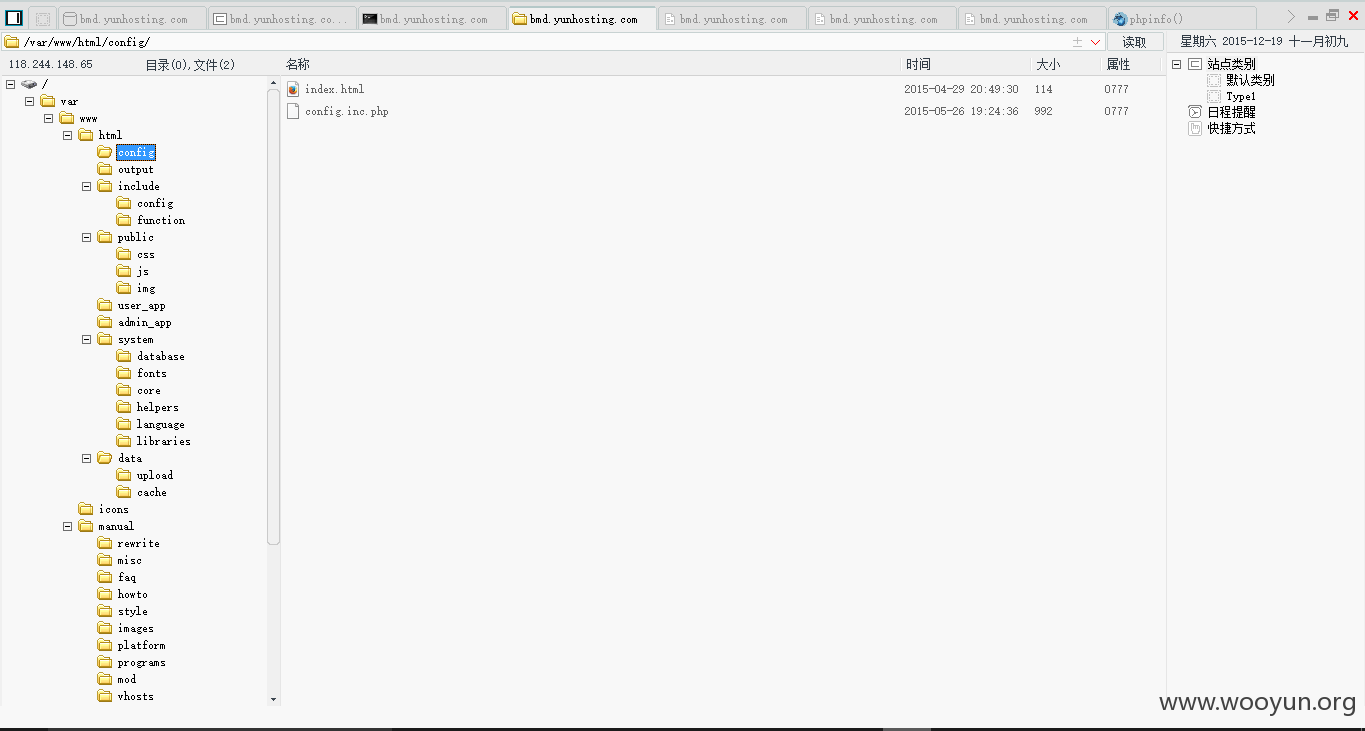 bmd.yunhosting.com
bmd.yunhosting.co...
bmd.yunhosting.com
bmd.yunhosting.com
bmd.yunhosting.com
bmd.yunhosting.com
bmd.yunhosting.com
phpinfo()
/var/www/html/config/
读取
星期六 2015-12-19 十一月初九
118.244.148.65
目录(0),文件(2)
名称
时间
大小
属性
/
var
www
html
config
output
include
config
function
public
css
js
img
user_app
admin_app
system
database
fonts
core
helpers
language
libraries
data
upload
cache
icons
manual
rewrite
misc
faq
howto
style
images
platform
programs
mod
vhosts
index.html 2015-04-29 20:49:30 114 0777
config.inc.php 2015-05-26 19:24:36 992 0777
站点类别
默认类别
Type1
日程提醒
快捷方式
www.wooyun.org